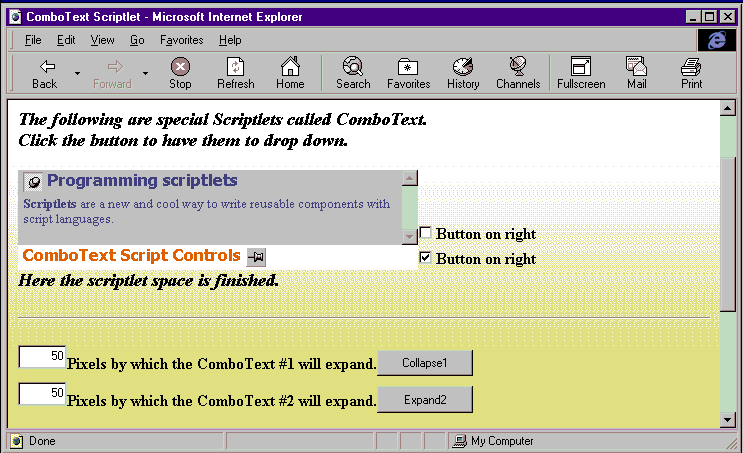 ComboText Scriptlet - Microsoft Internet Explorer
File Edit View Go Favorites Help
Back Forward Stop Refresh Home Search Favorites History Channels Fullscreen Mail Print
The following are special Scriptlets called ComboText.
Click the button to have them to drop down.
Programming scriptlets
Scriptlets are a new and cool way to write reusable components with
script languages.
Button on right
ComboText Script Controls
Button on right
Here the scriptlet space is finished.
50 Pixels by which the ComboText #1 will expand. Collapse1
50 Pixels by which the ComboText #2 will expand. Expand2
Done My Computer